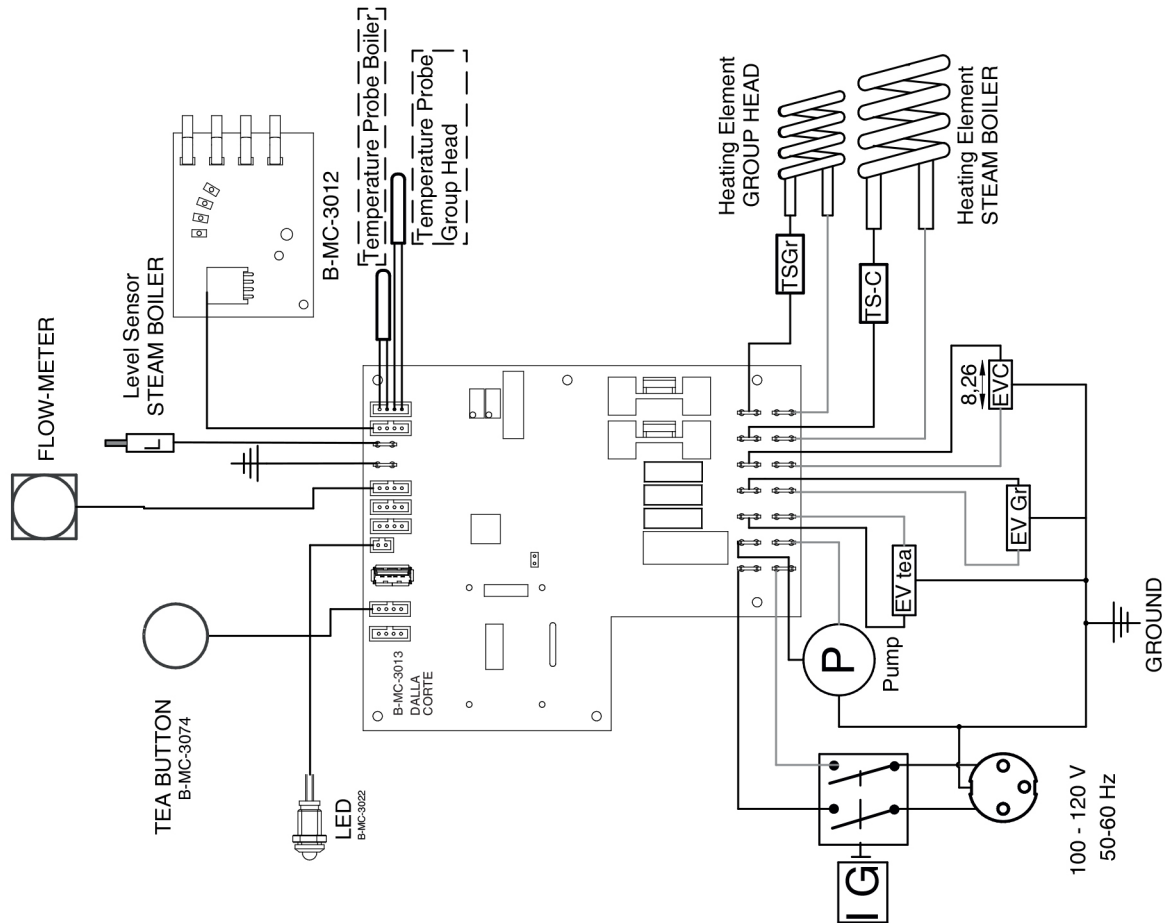 FLOW-METER
Level Sensor
STEAM BOILER
L
B-MC-3012
Temperature Probe Boiler
Temperature Probe
Group Head
TEA BUTTON
B-MC-3074
LED
B-MC-3022
B-MC-3013
DALLA
CORTE
Heating Element
GROUP HEAD
TSGr
Heating Element
STEAM BOILER
TS-C
8,26
EVC
EV Gr
EV tea
P
Pump
GROUND
I G
100 - 120 V
50-60 Hz